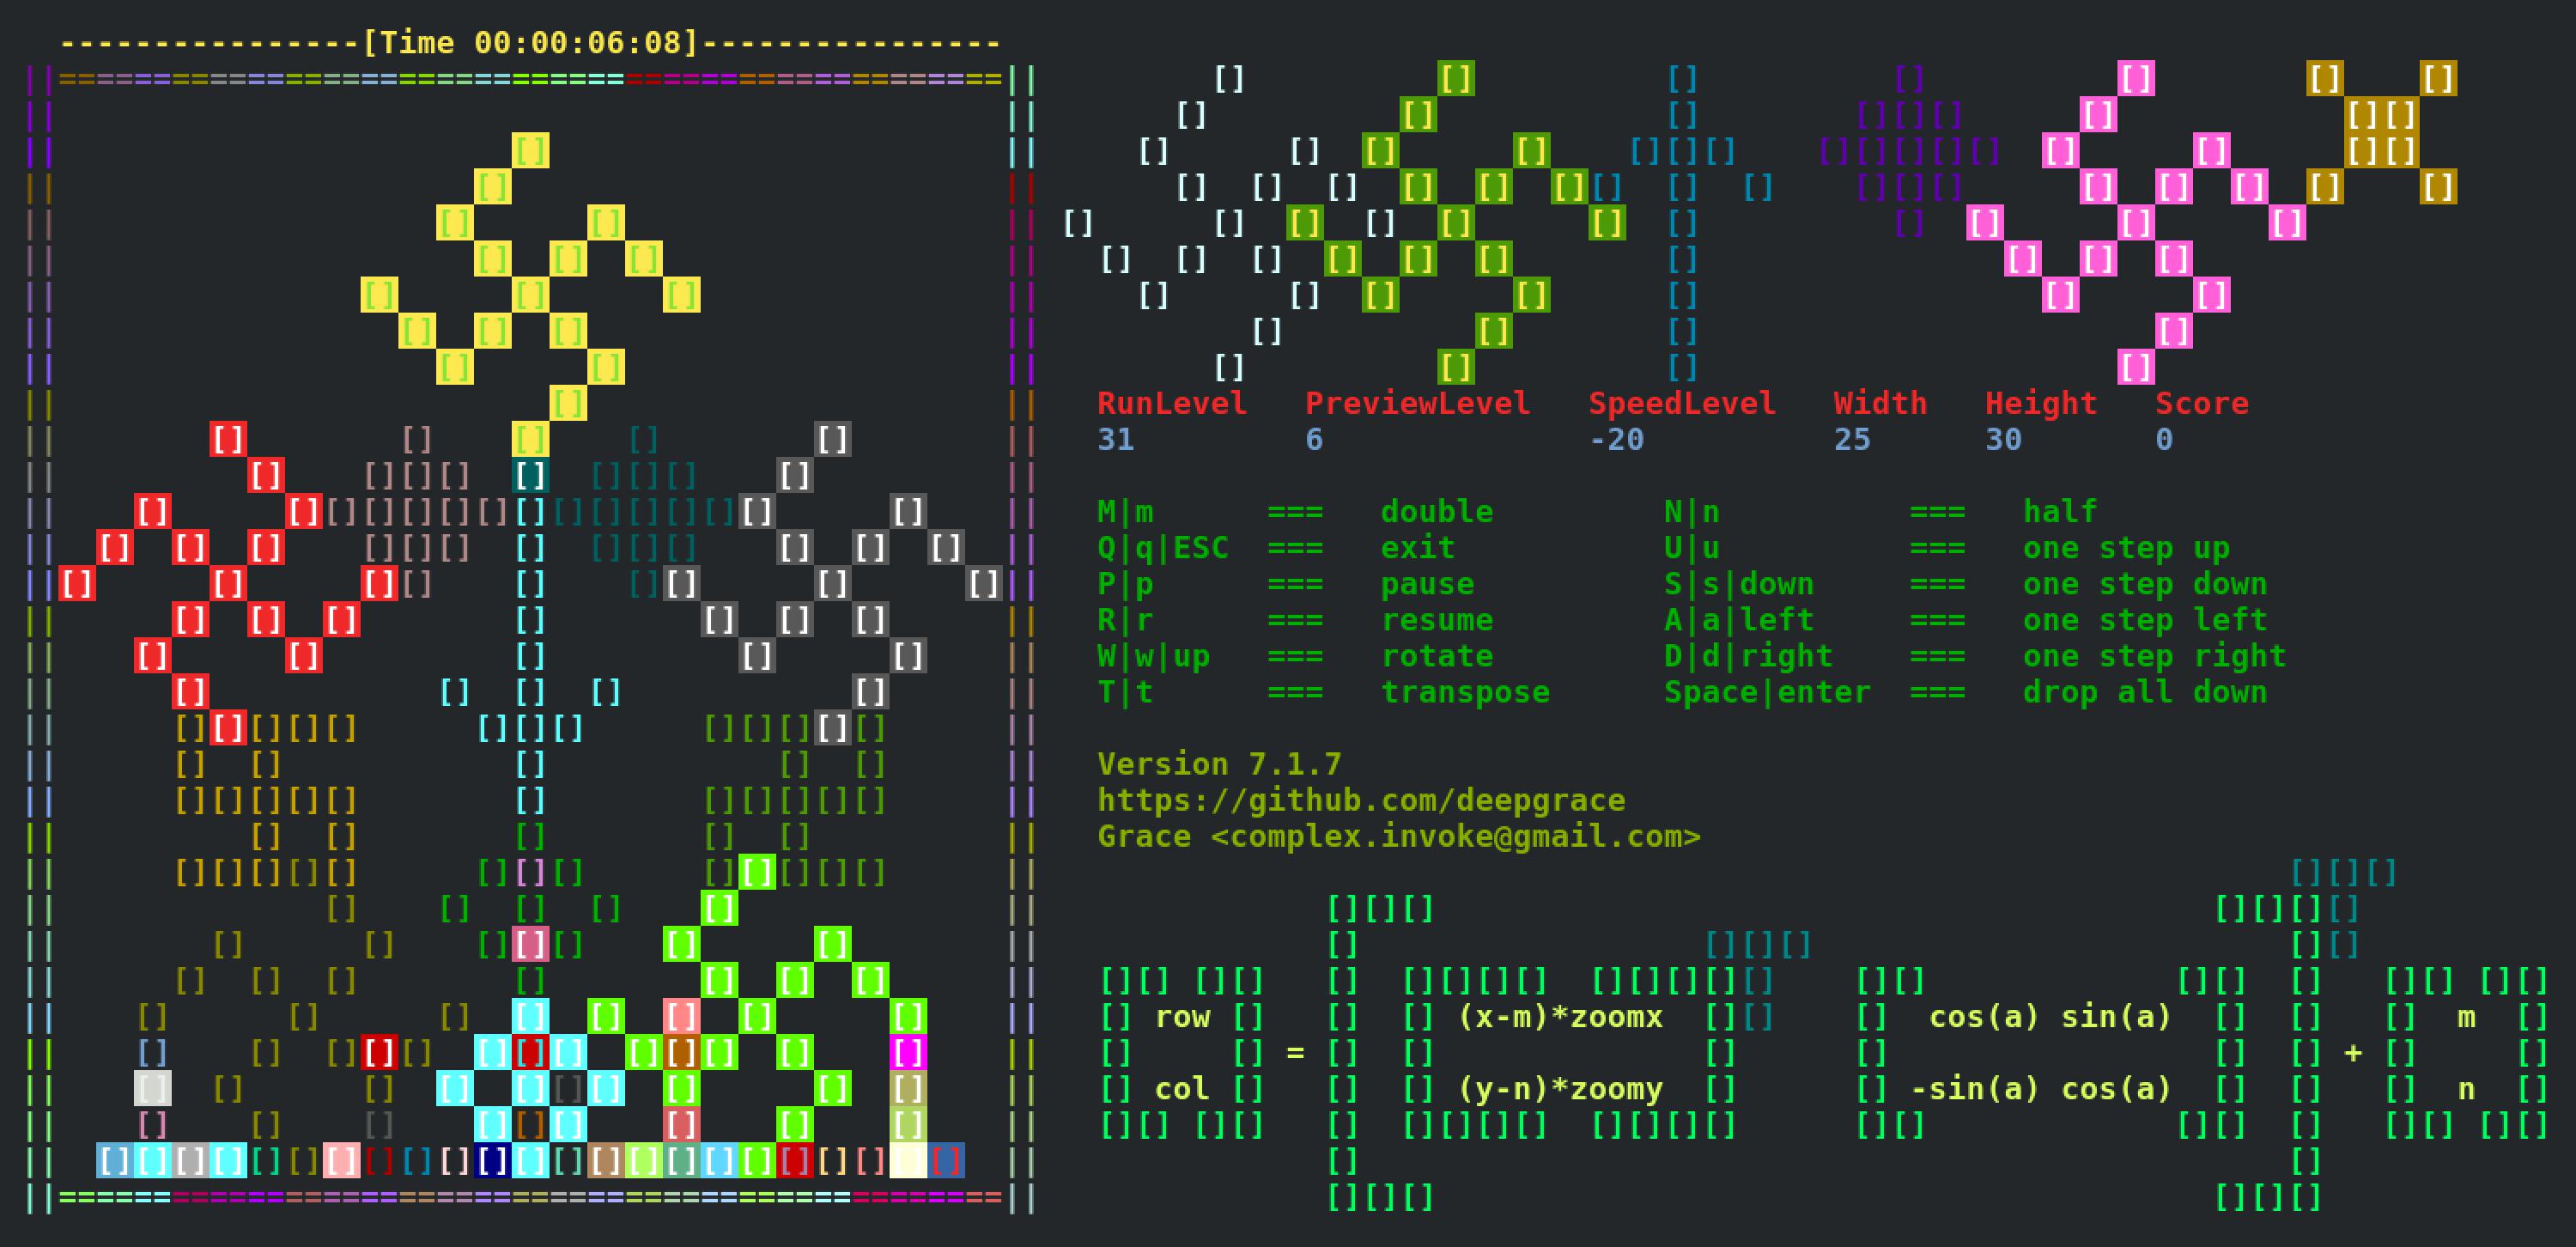 ----------------[Time 00:00:06:08]----------------
RunLevel PreviewLevel SpeedLevel Width Height Score
31 6 -20 25 30 0
M|m === double N|n === half
Q|q|ESC === exit U|u === one step up
P|p === pause S|s|down === one step down
R|r === resume A|a|left === one step left
W|w|up === rotate D|d|right === one step right
T|t === transpose Space|enter === drop all down
Version 7.1.7
https://github.com/deepgrace
Grace <complex.invoke@gmail.com>
row (x-m)*zoomx cos(a) sin(a) m
= +
col (y-n)*zoomy -sin(a) cos(a) n